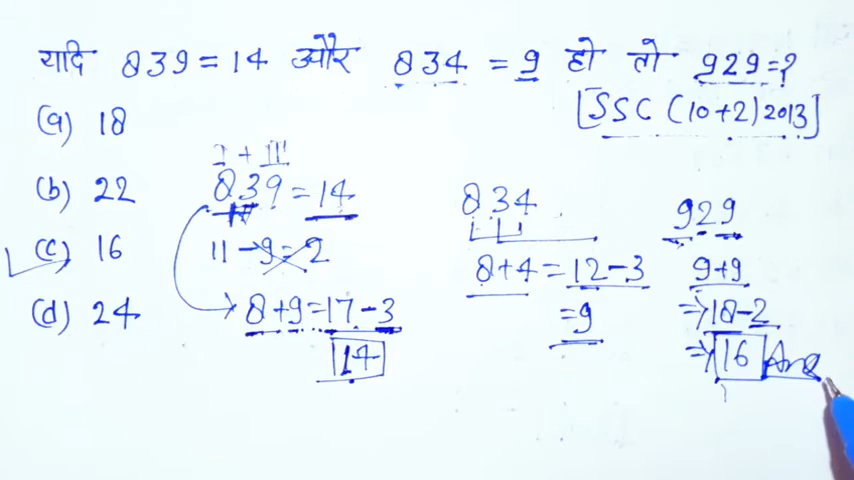 यदि 839 = 14 और 834 = 9 हो तो 929 = ?
[SSC (10+2) 2013]
(a) 18
(b) 22
(c) 16
(d) 24
I + III
839 = 14
11 - 9 = 2
8 + 9 = 17 - 3
14
834
8 + 4 = 12 - 3
= 9
929
9 + 9
⇒ 18 - 2
⇒ 16 Ans